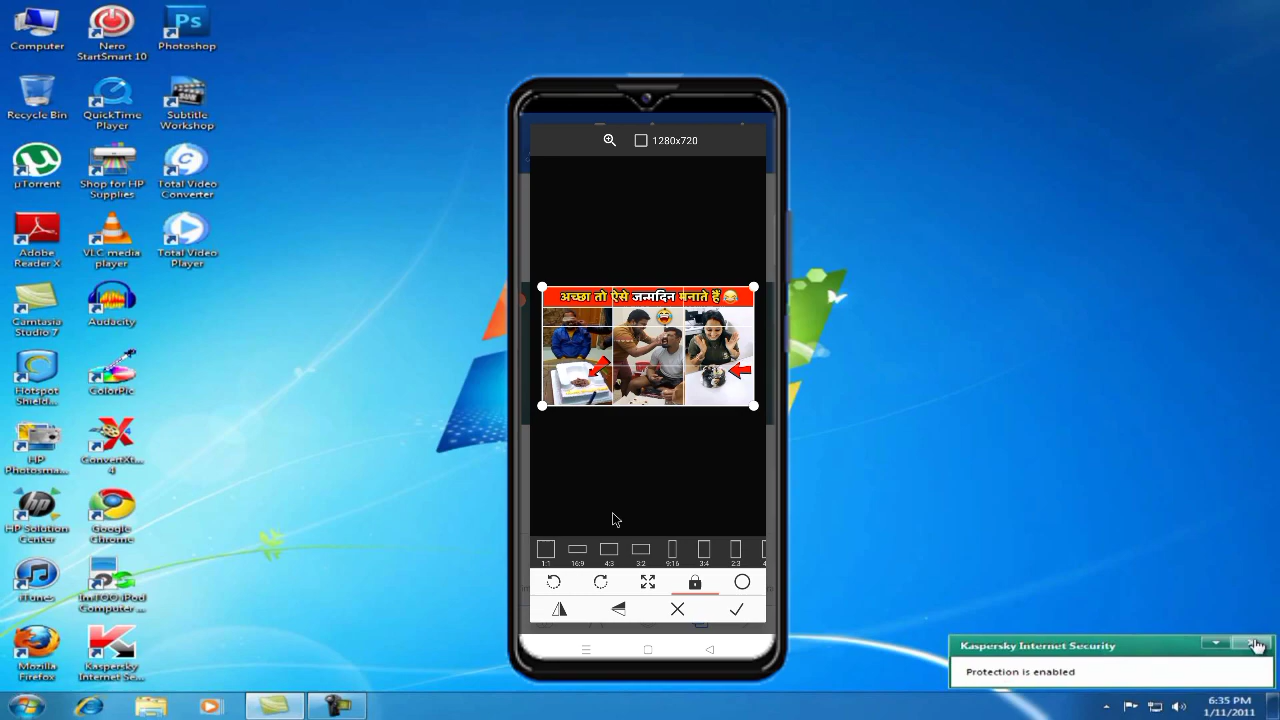 Computer
Nero
StartSmart 10
Ps
Photoshop
Recycle Bin
QuickTime
Player
Subtitle
Workshop
µTorrent
Shop for HP
Supplies
Total Video
Converter
Adobe
Reader X
VLC media
player
Total Video
Player
Camtasia
Studio 7
Audacity
Hotspot
Shield...
ColorPic
HP
Photosma...
ConvertXt...
4
HP Solution
Center
Google
Chrome
iTunes
ImTOO iPod
Computer ...
Mozilla
Firefox
Kaspersky
Internet Se...
1280x720
अच्छा तो ऐसे जन्मदिन मनाते हैं
1:1
16:9
4:3
3:2
9:16
3:4
2:3
Kaspersky Internet Security
Protection is enabled
6:35 PM
1/11/2011